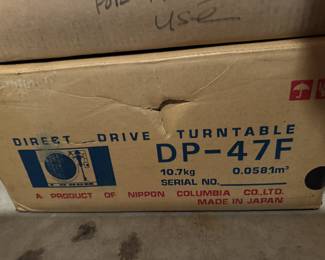 use
DIRECT DRIVE TURNTABLE
DP-47F
10.7kg 0.0581m³
SERIAL NO.
A PRODUCT OF NIPPON COLUMBIA CO.,LTD.
MADE IN JAPAN